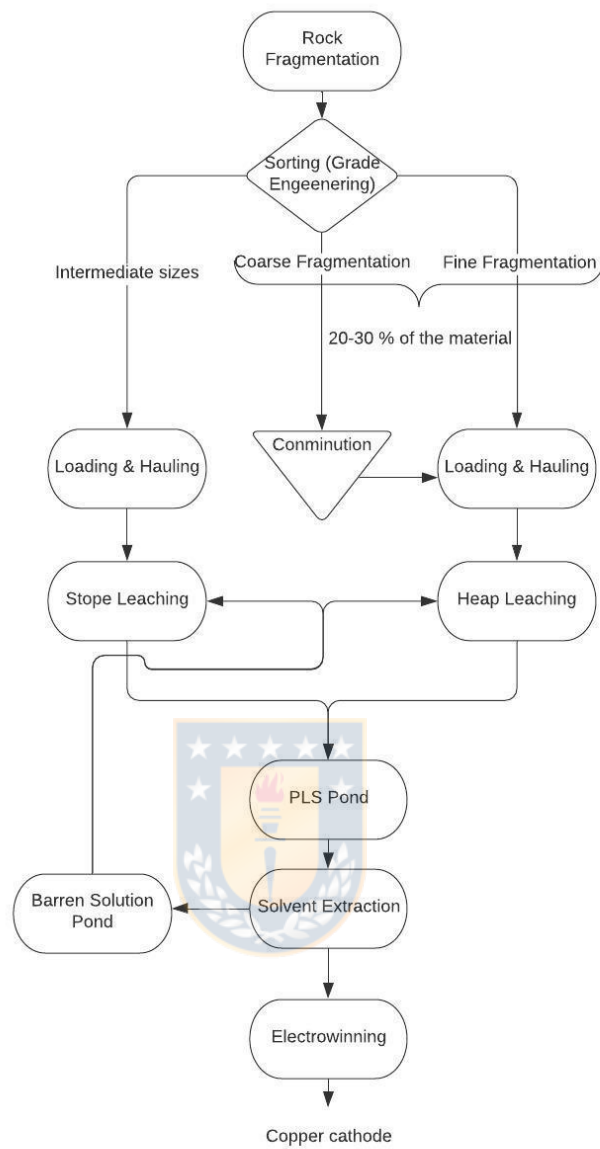 Rock
Fragmentation
Sorting (Grade
Engeenering)
Intermediate sizes
Coarse Fragmentation
Fine Fragmentation
20-30 % of the material
Loading & Hauling
Conminution
Loading & Hauling
Stope Leaching
Heap Leaching
PLS Pond
Barren Solution
Pond
Solvent Extraction
Electrowinning
Copper cathode